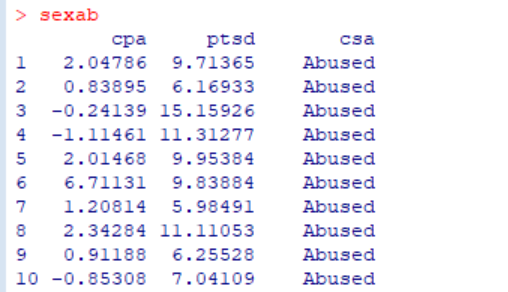 > sexab
cpa ptsd csa
1 2.04786 9.71365 Abused
2 0.83895 6.16933 Abused
3 -0.24139 15.15926 Abused
4 -1.11461 11.31277 Abused
5 2.01468 9.95384 Abused
6 6.71131 9.83884 Abused
7 1.20814 5.98491 Abused
8 2.34284 11.11053 Abused
9 0.91188 6.25528 Abused
10 -0.85308 7.04109 Abused